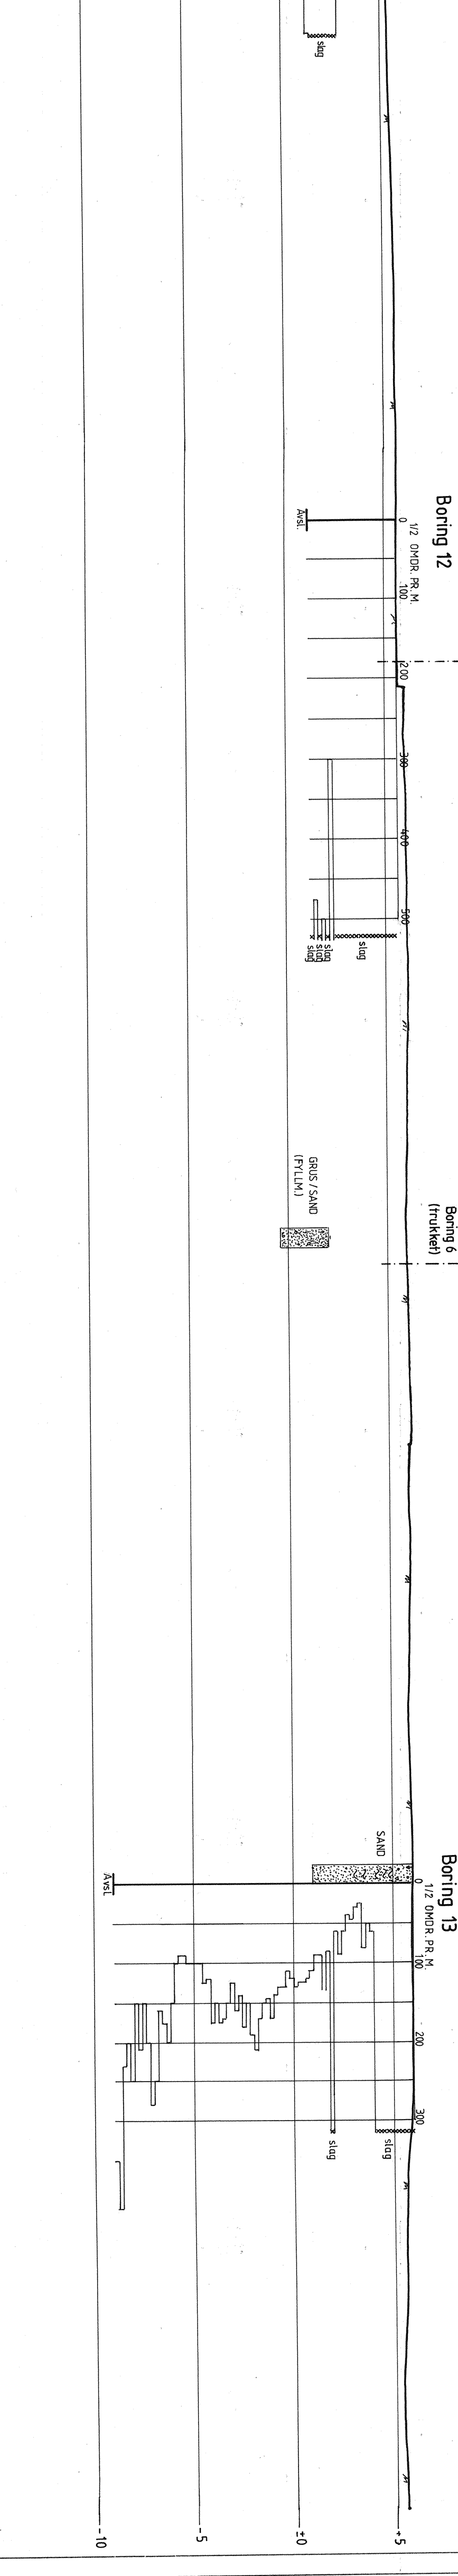 slag
Boring 12
1/2 OMDR. PR. M.
0
100
200
300
400
500
Avsl.
slag
slag
slag
slag
GRUS / SAND
(FYLLM.)
Boring 6
(trukket)
Boring 13
1/2 OMDR. PR. M.
0
100
200
300
SAND
Avsl.
slag
slag
+5
±0
-5
-10